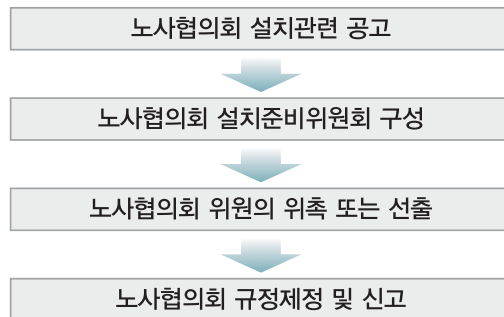 노사협의회 설치관련 공고
노사협의회 설치준비위원회 구성
노사협의회 위원의 위촉 또는 선출
노사협의회 규정제정 및 신고